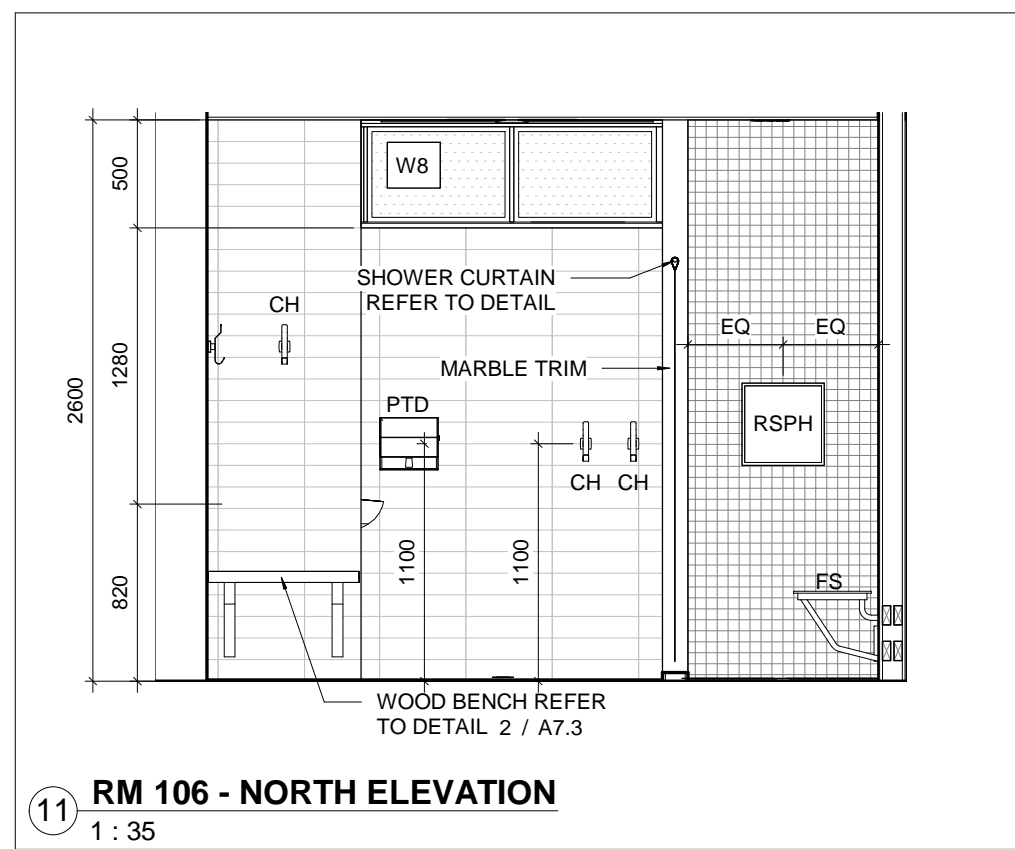 500
W8
SHOWER CURTAIN
REFER TO DETAIL
CH
EQ
EQ
1280
2600
MARBLE TRIM
PTD
RSPH
CH
CH
1100
1100
820
FS
WOOD BENCH REFER
TO DETAIL 2 / A7.3
11
RM 106 - NORTH ELEVATION
1 : 35